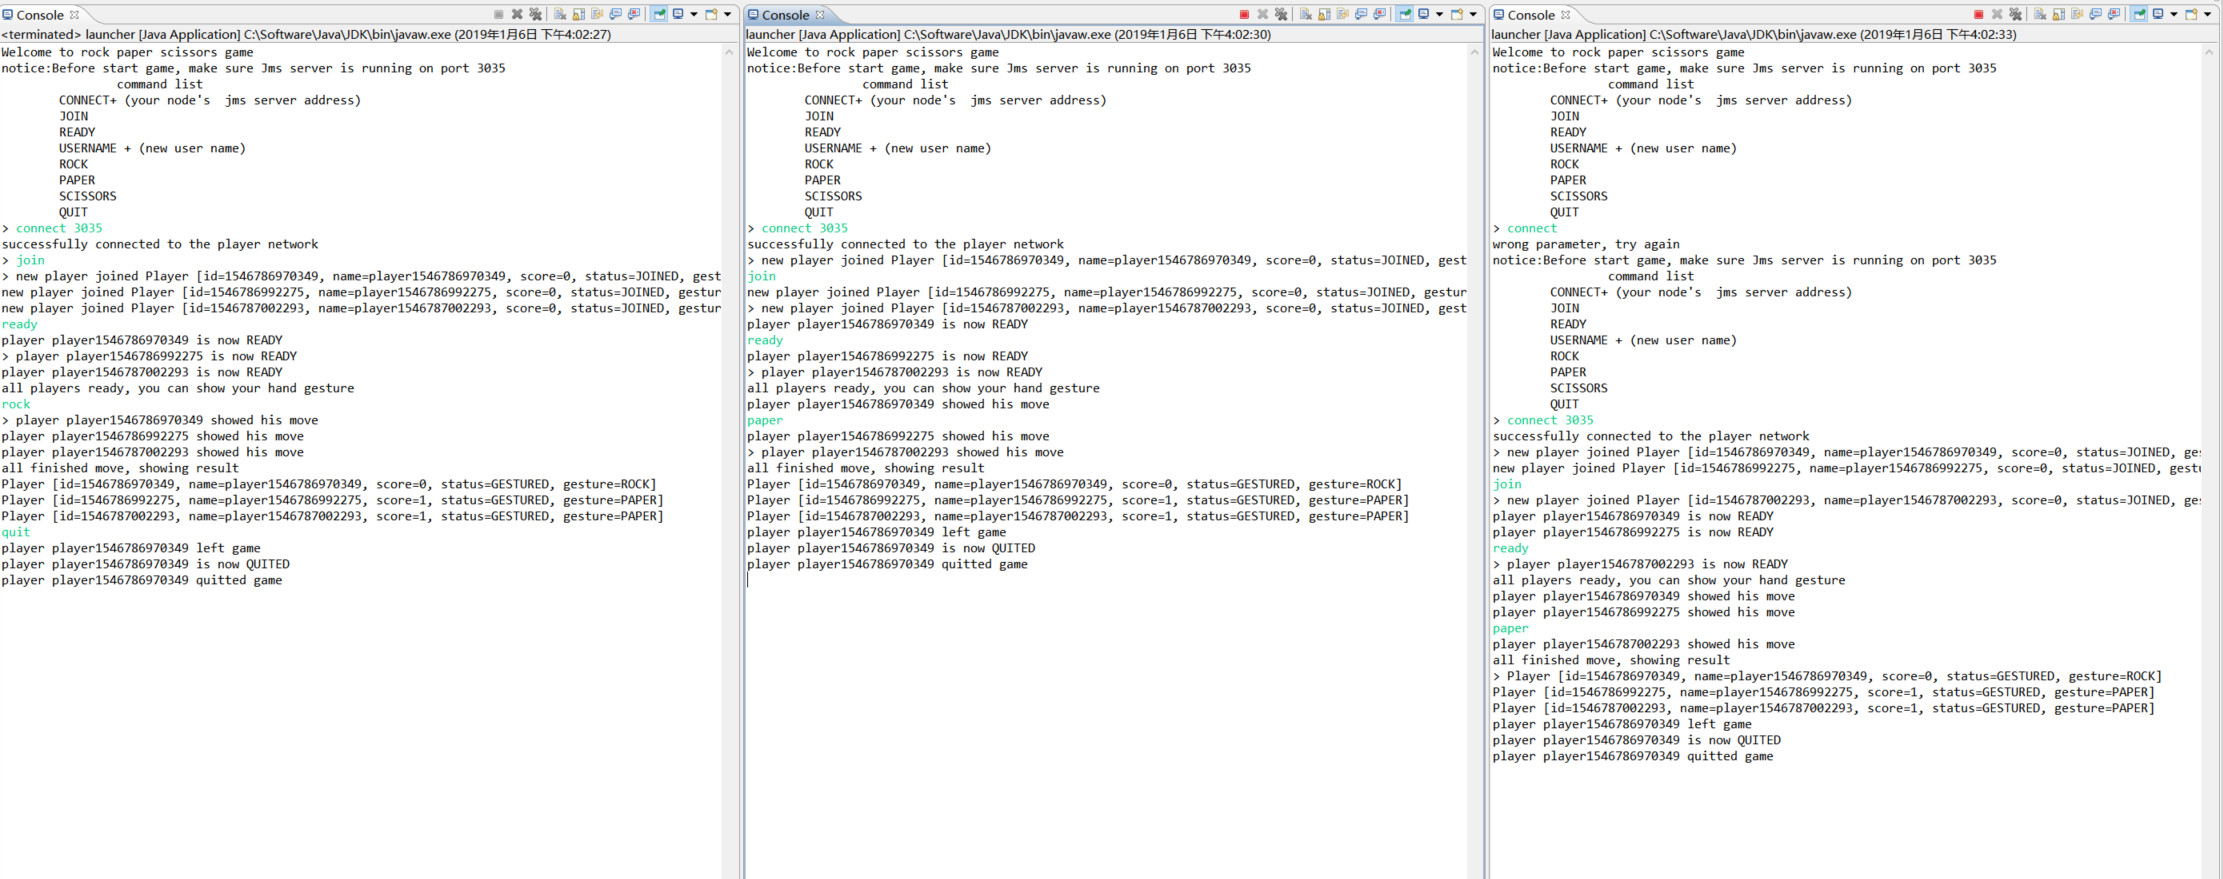 Console
<terminated> launcher [Java Application] C:\Software\Java\JDK\bin\javaw.exe (2019年1月6日 下午4:02:27)
Welcome to rock paper scissors game
notice:Before start game, make sure Jms server is running on port 3035
command list
CONNECT+ (your node's  jms server address)
JOIN
READY
USERNAME + (new user name)
ROCK
PAPER
SCISSORS
QUIT
> connect 3035
successfully connected to the player network
> join
> new player joined Player [id=1546786970349, name=player1546786970349, score=0, status=JOINED, gest
new player joined Player [id=1546786992275, name=player1546786992275, score=0, status=JOINED, gestur
new player joined Player [id=1546787002293, name=player1546787002293, score=0, status=JOINED, gestur
ready
player player1546786970349 is now READY
> player player1546786992275 is now READY
player player1546787002293 is now READY
all players ready, you can show your hand gesture
rock
> player player1546786970349 showed his move
player player1546786992275 showed his move
player player1546787002293 showed his move
all finished move, showing result
Player [id=1546786970349, name=player1546786970349, score=0, status=GESTURED, gesture=ROCK]
Player [id=1546786992275, name=player1546786992275, score=1, status=GESTURED, gesture=PAPER]
Player [id=1546787002293, name=player1546787002293, score=1, status=GESTURED, gesture=PAPER]
quit
player player1546786970349 left game
player player1546786970349 is now QUITED
player player1546786970349 quitted game
Console
launcher [Java Application] C:\Software\Java\JDK\bin\javaw.exe (2019年1月6日 下午4:02:30)
Welcome to rock paper scissors game
notice:Before start game, make sure Jms server is running on port 3035
command list
CONNECT+ (your node's  jms server address)
JOIN
READY
USERNAME + (new user name)
ROCK
PAPER
SCISSORS
QUIT
> connect 3035
successfully connected to the player network
> new player joined Player [id=1546786970349, name=player1546786970349, score=0, status=JOINED, gest
join
new player joined Player [id=1546786992275, name=player1546786992275, score=0, status=JOINED, gestur
> new player joined Player [id=1546787002293, name=player1546787002293, score=0, status=JOINED, gest
player player1546786970349 is now READY
ready
player player1546786992275 is now READY
> player player1546787002293 is now READY
all players ready, you can show your hand gesture
player player1546786970349 showed his move
paper
player player1546786992275 showed his move
> player player1546787002293 showed his move
all finished move, showing result
Player [id=1546786970349, name=player1546786970349, score=0, status=GESTURED, gesture=ROCK]
Player [id=1546786992275, name=player1546786992275, score=1, status=GESTURED, gesture=PAPER]
Player [id=1546787002293, name=player1546787002293, score=1, status=GESTURED, gesture=PAPER]
player player1546786970349 left game
player player1546786970349 is now QUITED
player player1546786970349 quitted game
Console
launcher [Java Application] C:\Software\Java\JDK\bin\javaw.exe (2019年1月6日 下午4:02:33)
Welcome to rock paper scissors game
notice:Before start game, make sure Jms server is running on port 3035
command list
CONNECT+ (your node's  jms server address)
JOIN
READY
USERNAME + (new user name)
ROCK
PAPER
SCISSORS
QUIT
> connect
wrong parameter, try again
notice:Before start game, make sure Jms server is running on port 3035
command list
CONNECT+ (your node's  jms server address)
JOIN
READY
USERNAME + (new user name)
ROCK
PAPER
SCISSORS
QUIT
> connect 3035
successfully connected to the player network
> new player joined Player [id=1546786970349, name=player1546786970349, score=0, status=JOINED, ge
new player joined Player [id=1546786992275, name=player1546786992275, score=0, status=JOINED, gest
join
> new player joined Player [id=1546787002293, name=player1546787002293, score=0, status=JOINED, ge
player player1546786970349 is now READY
player player1546786992275 is now READY
ready
> player player1546787002293 is now READY
all players ready, you can show your hand gesture
player player1546786970349 showed his move
player player1546786992275 showed his move
paper
player player1546787002293 showed his move
all finished move, showing result
> Player [id=1546786970349, name=player1546786970349, score=0, status=GESTURED, gesture=ROCK]
Player [id=1546786992275, name=player1546786992275, score=1, status=GESTURED, gesture=PAPER]
Player [id=1546787002293, name=player1546787002293, score=1, status=GESTURED, gesture=PAPER]
player player1546786970349 left game
player player1546786970349 is now QUITED
player player1546786970349 quitted game